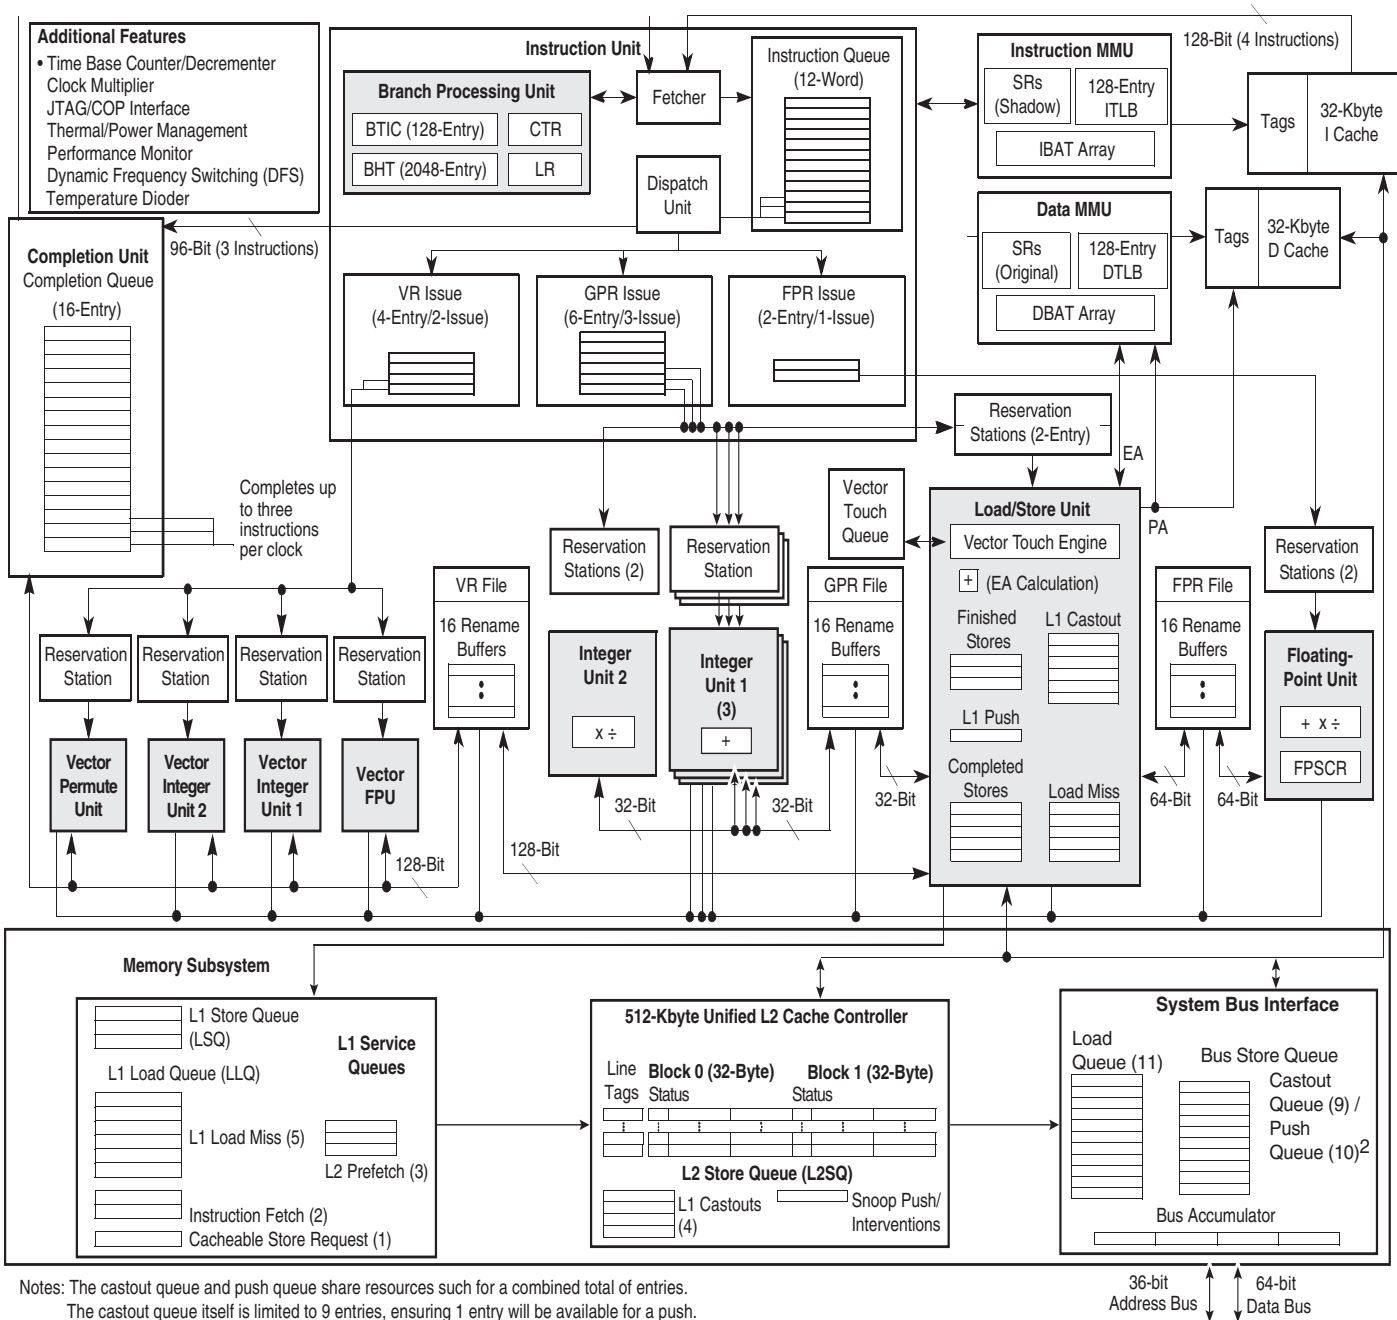 Additional Features
• Time Base Counter/Decrementer
Clock Multiplier
JTAG/COP Interface
Thermal/Power Management
Performance Monitor
Dynamic Frequency Switching (DFS)
Temperature Dioder
Instruction Unit
Branch Processing Unit
BTIC (128-Entry)
CTR
BHT (2048-Entry)
LR
Fetcher
Instruction Queue
(12-Word)
Dispatch
Unit
128-Bit (4 Instructions)
Instruction MMU
SRs
(Shadow)
128-Entry
ITLB
IBAT Array
Tags
32-Kbyte
I Cache
Data MMU
SRs
(Original)
128-Entry
DTLB
DBAT Array
Tags
32-Kbyte
D Cache
96-Bit (3 Instructions)
Completion Unit
Completion Queue
(16-Entry)
Completes up
to three
instructions
per clock
VR Issue
(4-Entry/2-Issue)
GPR Issue
(6-Entry/3-Issue)
FPR Issue
(2-Entry/1-Issue)
Reservation
Stations (2-Entry)
EA
PA
Vector
Touch
Queue
Load/Store Unit
Vector Touch Engine
+ (EA Calculation)
Finished
Stores
L1 Castout
L1 Push
Completed
Stores
Load Miss
Reservation
Stations (2)
Reservation
Station
Reservation
Stations (2)
VR File
16 Rename
Buffers
GPR File
16 Rename
Buffers
FPR File
16 Rename
Buffers
Reservation
Station
Reservation
Station
Reservation
Station
Reservation
Station
Integer
Unit 2
x ÷
Integer
Unit 1
(3)
+
Floating-
Point Unit
+ x ÷
FPSCR
Vector
Permute
Unit
Vector
Integer
Unit 2
Vector
Integer
Unit 1
Vector
FPU
128-Bit
128-Bit
32-Bit
32-Bit
32-Bit
64-Bit
64-Bit
Memory Subsystem
L1 Store Queue
(LSQ)
L1 Service
Queues
L1 Load Queue (LLQ)
L1 Load Miss (5)
L2 Prefetch (3)
Instruction Fetch (2)
Cacheable Store Request (1)
512-Kbyte Unified L2 Cache Controller
Line
Tags
Block 0 (32-Byte)
Status
Block 1 (32-Byte)
Status
L2 Store Queue (L2SQ)
L1 Castouts
(4)
Snoop Push/
Interventions
System Bus Interface
Load
Queue (11)
Bus Store Queue
Castout
Queue (9) /
Push
Queue (10)2
Bus Accumulator
36-bit
Address Bus
64-bit
Data Bus
Notes: The castout queue and push queue share resources such for a combined total of entries.
The castout queue itself is limited to 9 entries, ensuring 1 entry will be available for a push.